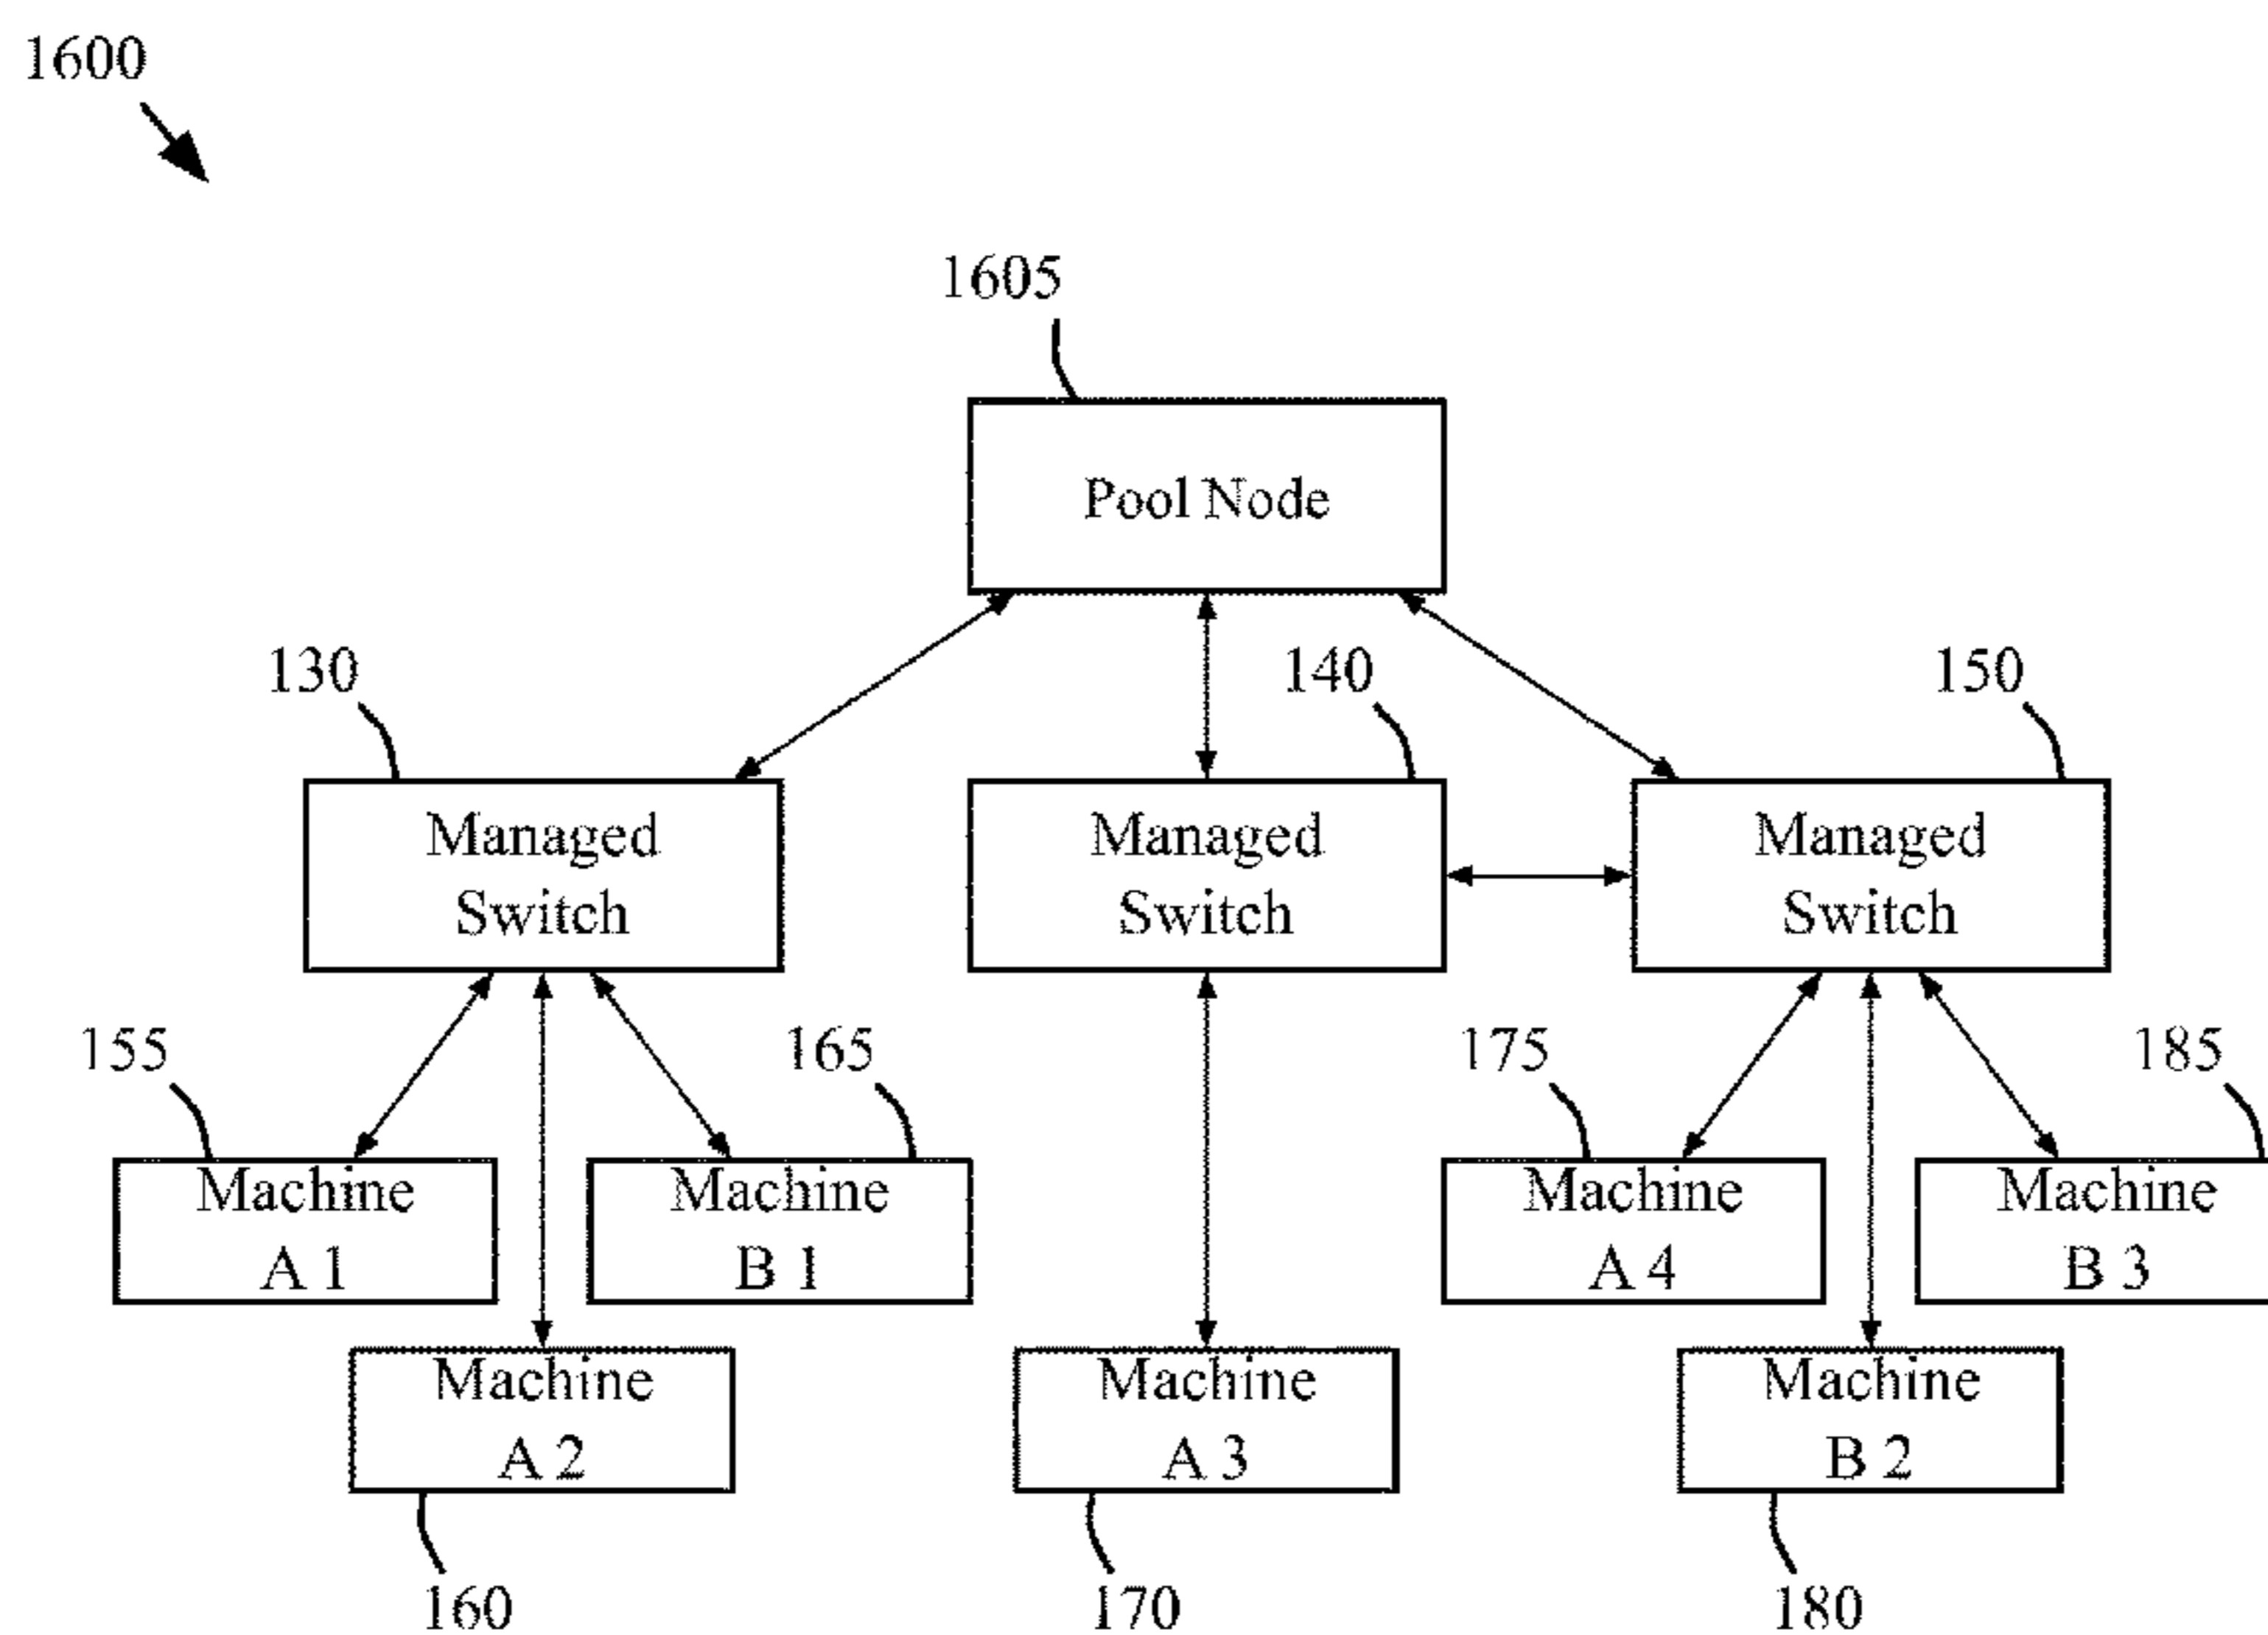 1600
1605
Pool Node
130
140
150
Managed
Switch
Managed
Switch
Managed
Switch
155
165
175
185
Machine
A 1
Machine
B 1
Machine
A 4
Machine
B 3
Machine
A 2
Machine
A 3
Machine
B 2
160
170
180